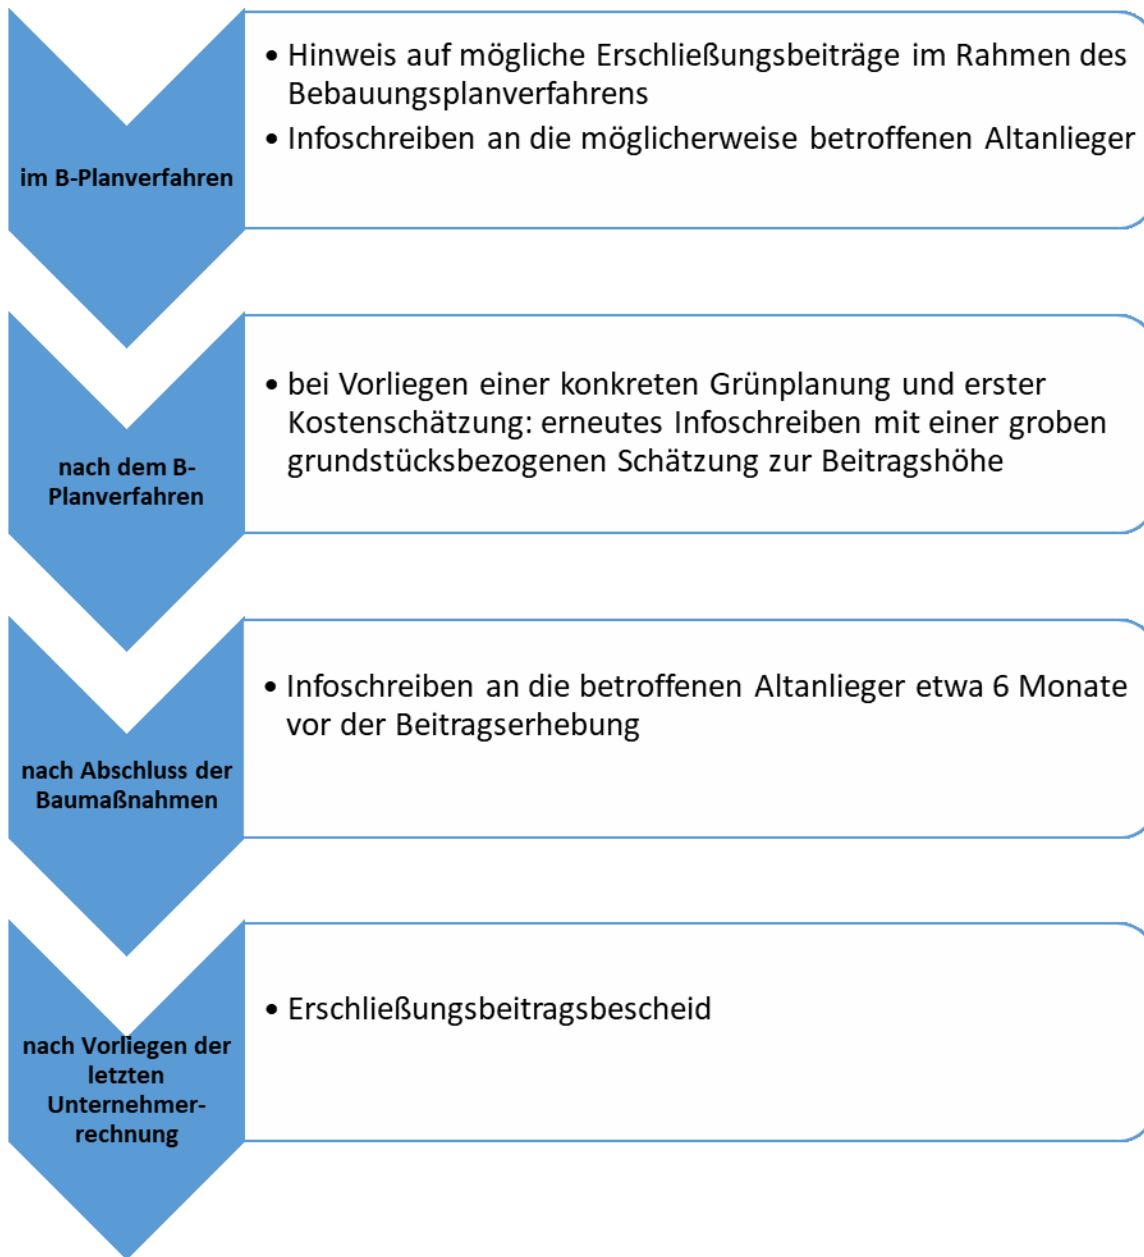 im B-Planverfahren
• Hinweis auf mögliche Erschließungsbeiträge im Rahmen des
Bebauungsplanverfahrens
• Infoschreiben an die möglicherweise betroffenen Altanlieger
nach dem B-
Planverfahren
• bei Vorliegen einer konkreten Grünplanung und erster
Kostenschätzung: erneutes Infoschreiben mit einer groben
grundstücksbezogenen Schätzung zur Beitragshöhe
nach Abschluss der
Baumaßnahmen
• Infoschreiben an die betroffenen Altanlieger etwa 6 Monate
vor der Beitragserhebung
nach Vorliegen der
letzten
Unternehmer-
rechnung
• Erschließungsbeitragsbescheid